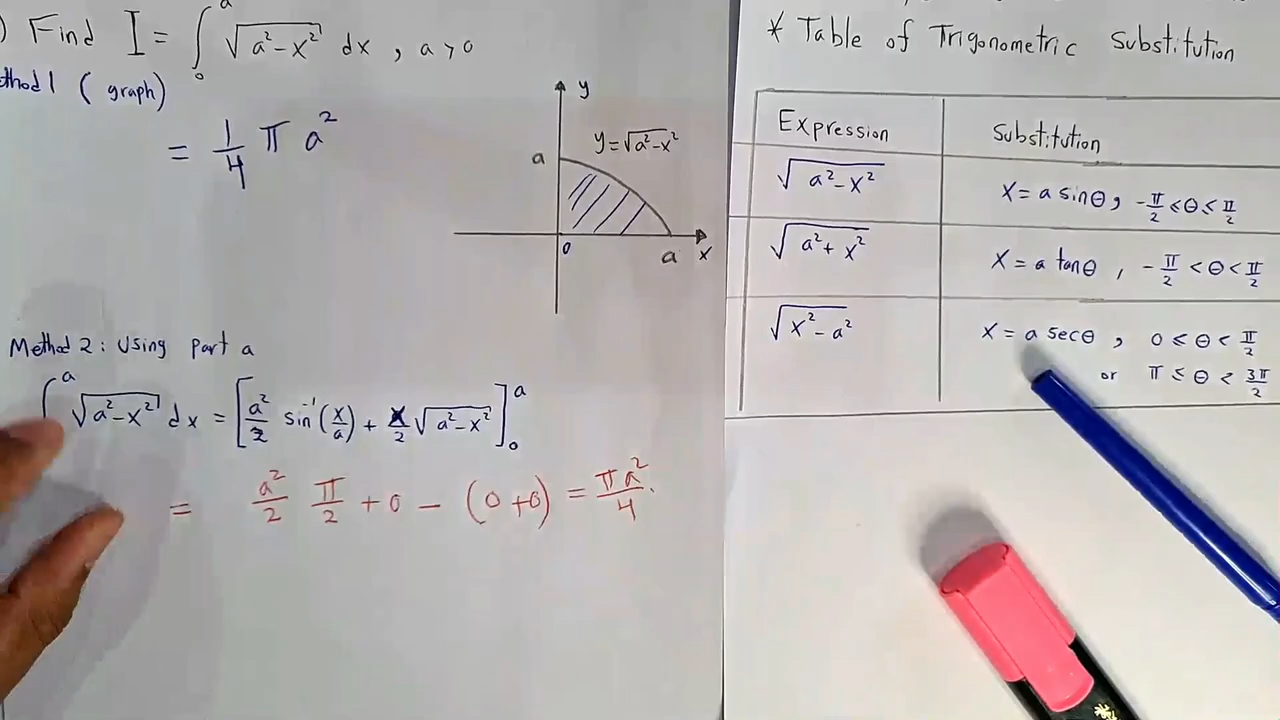 ) Find I = ∫₀ᵃ √(a²-x²) dx , a > 0
thod 1 ( graph)
= 1/4 π a²
y
y = √(a²-x²)
a
0
a
x
Method 2: Using part a
∫ᵃ √(a²-x²) dx = [a²/2 sin⁻¹(x/a) + x/2 √(a²-x²)]₀ᵃ
= a²/2 π/2 + 0 - (0+0) = πa²/4.
* Table of Trigonometric Substitution
Expression Substitution
√(a²-x²) X = a sinθ, -π/2 ≤ θ ≤ π/2
√(a²+x²) X = a tanθ , -π/2 < θ < π/2
√(x²-a²) X = a secθ , 0 ≤ θ < π/2
or π ≤ θ < 3π/2